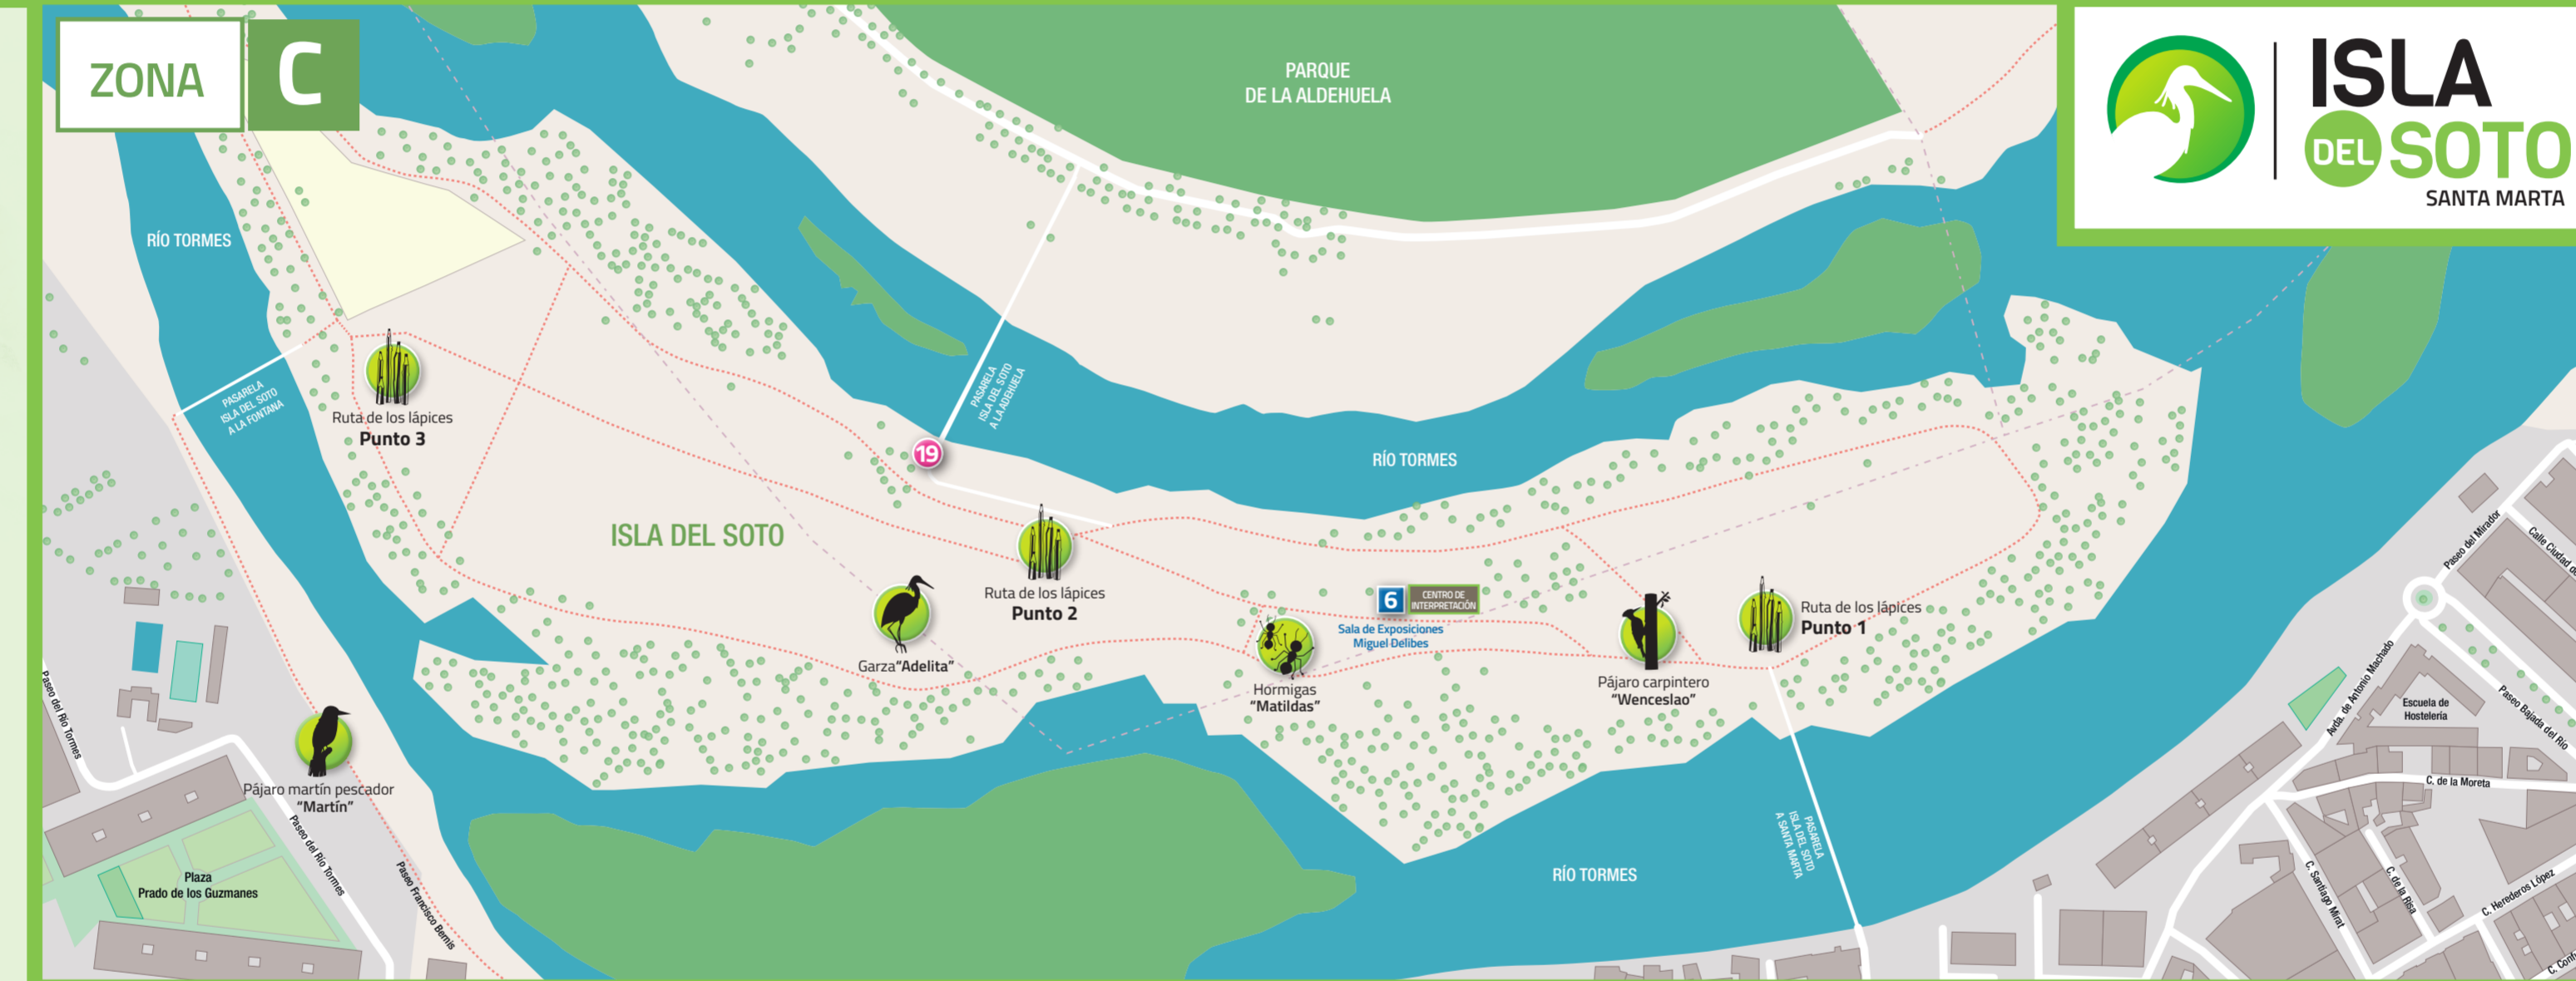 ZONA
C
PARQUE
DE LA ALDEHUELA
ISLA
DEL SOTO
SANTA MARTA
RÍO TORMES
PASARELA
ISLA DEL SOTO
A LA FONTANA
Ruta de los lápices
Punto 3
PASARELA
ISLA DEL SOTO
A LA ADEHUELA
19
RÍO TORMES
ISLA DEL SOTO
Ruta de los lápices
Punto 2
Garza "Adelita"
6
CENTRO DE
INTERPRETACIÓN
Sala de Exposiciones
Miguel Delibes
Hormigas
"Matildas"
Pájaro carpintero
"Wenceslao"
Ruta de los lápices
Punto 1
Pájaro martín pescador
"Martín"
Paseo del Río Tormes
Paseo del Río Tormes
Paseo Francisco Bernis
Plaza
Prado de los Guzmanes
RÍO TORMES
PASARELA
ISLA DEL SOTO
A SANTA MARTA
Paseo del Mirador
Avda. de Antonio Machado
Escuela de
Hostelería
Paseo Bajada del Río
C. de la Moreta
C. Santiago Mirat
C. de la Risa
C. Herederos López
Calle Ciudad